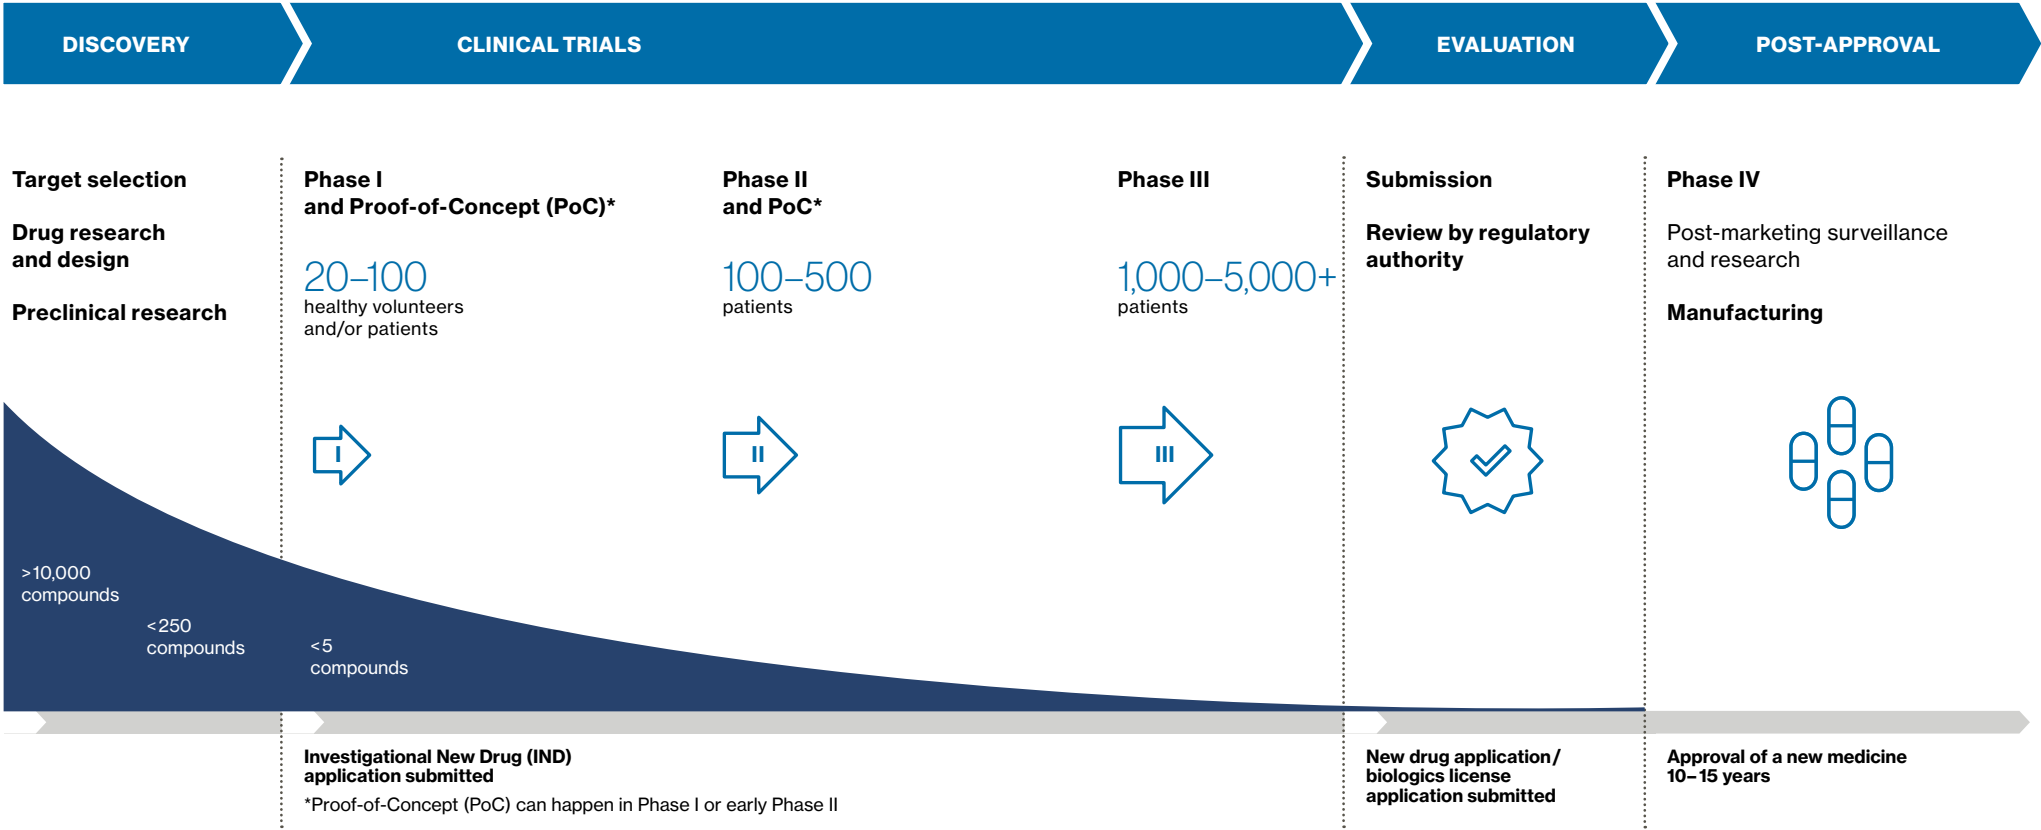 DISCOVERY
CLINICAL TRIALS
EVALUATION
POST-APPROVAL
Target selection
Drug research
and design
Preclinical research
Phase I
and Proof-of-Concept (PoC)*
20–100
healthy volunteers
and/or patients
Phase II
and PoC*
100–500
patients
Phase III
1,000–5,000+
patients
Submission
Review by regulatory
authority
Phase IV
Post-marketing surveillance
and research
Manufacturing
I
II
III
>10,000
compounds
<250
compounds
<5
compounds
Investigational New Drug (IND)
application submitted
*Proof-of-Concept (PoC) can happen in Phase I or early Phase II
New drug application/
biologics license
application submitted
Approval of a new medicine
10–15 years